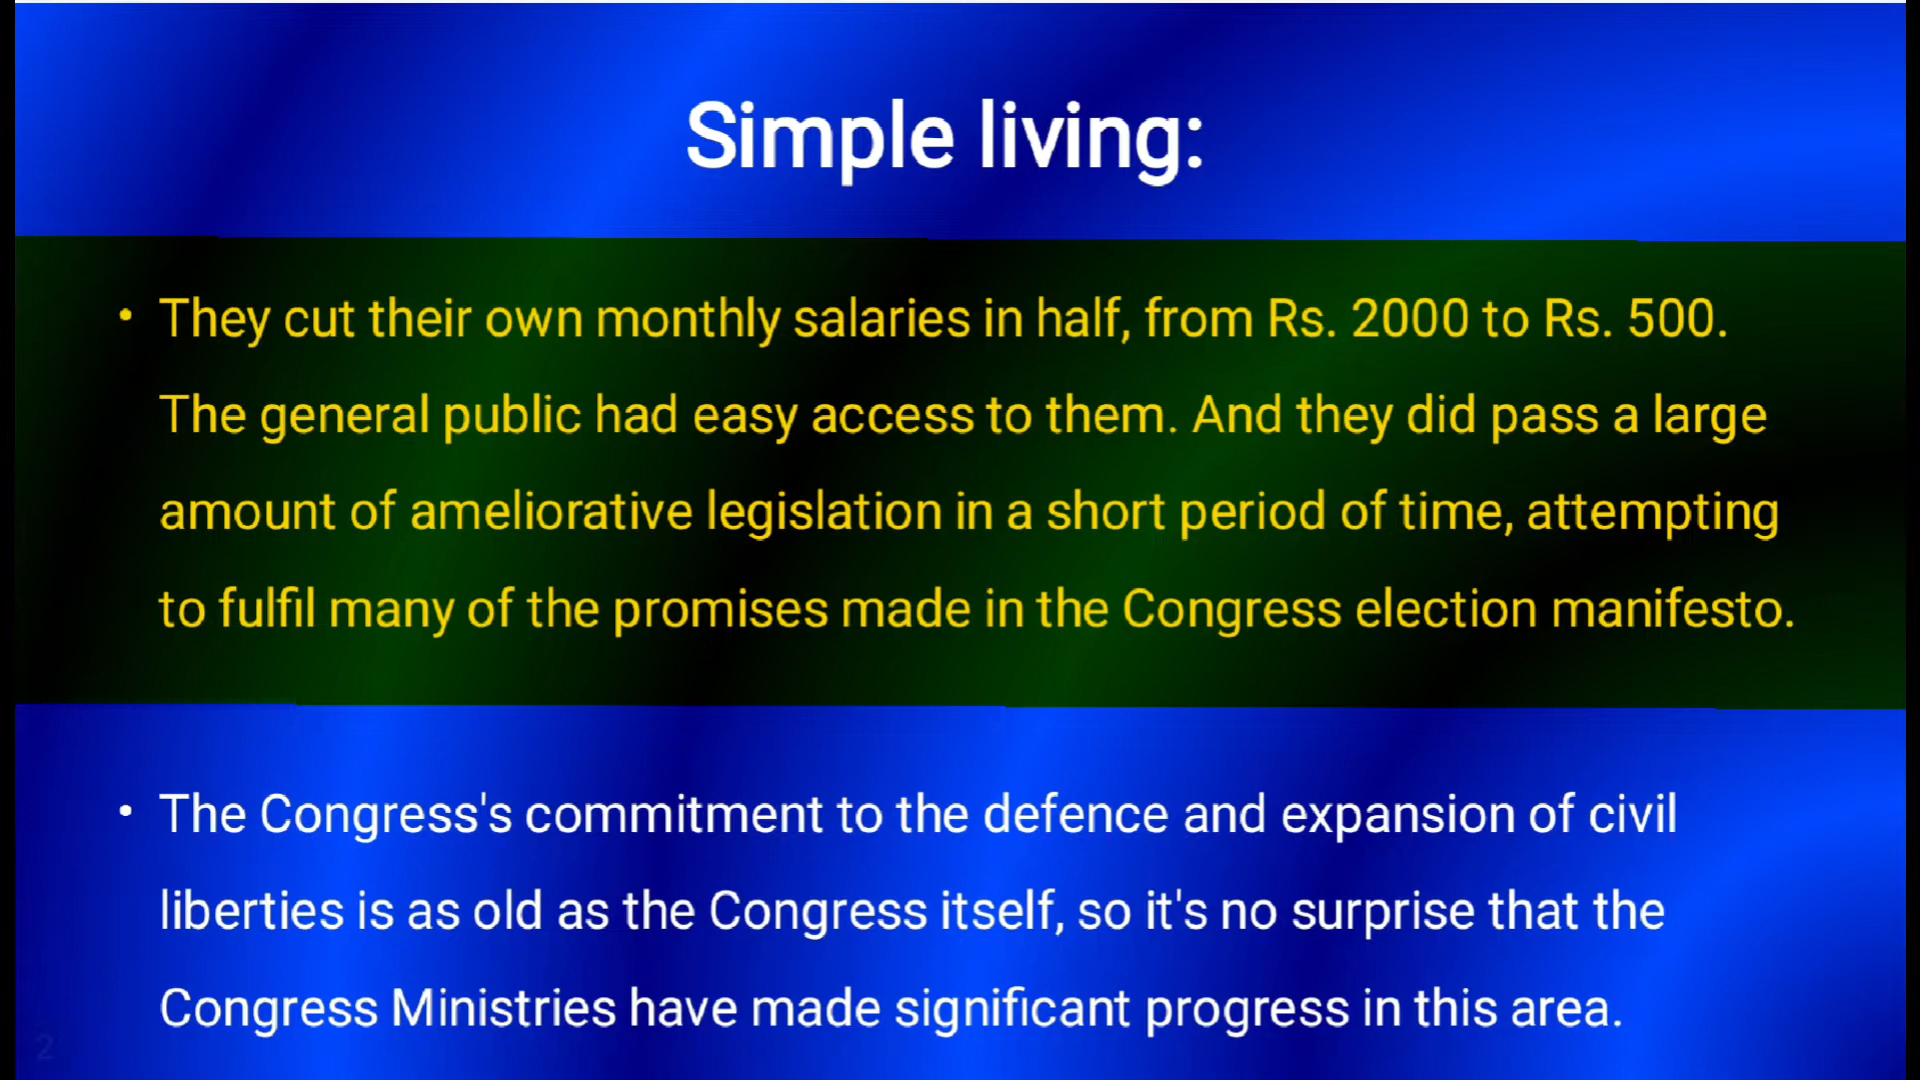 Simple living:
• They cut their own monthly salaries in half, from Rs. 2000 to Rs. 500.
The general public had easy access to them. And they did pass a large
amount of ameliorative legislation in a short period of time, attempting
to fulfil many of the promises made in the Congress election manifesto.
• The Congress's commitment to the defence and expansion of civil
liberties is as old as the Congress itself, so it's no surprise that the
Congress Ministries have made significant progress in this area.
2